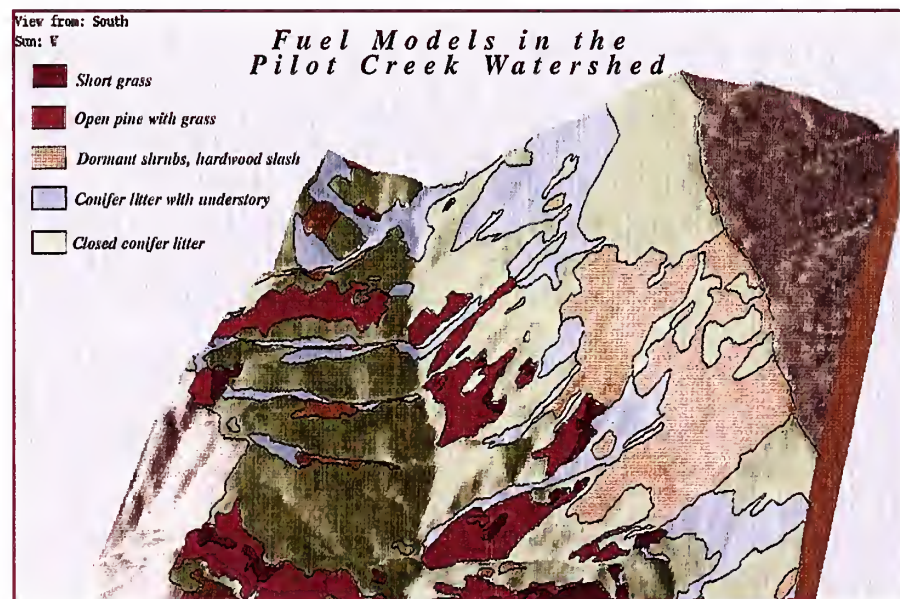 View from: South
Sun: W
Fuel Models in the
Pilot Creek Watershed
Short grass
Open pine with grass
Dormant shrubs, hardwood slash
Conifer litter with understory
Closed conifer litter